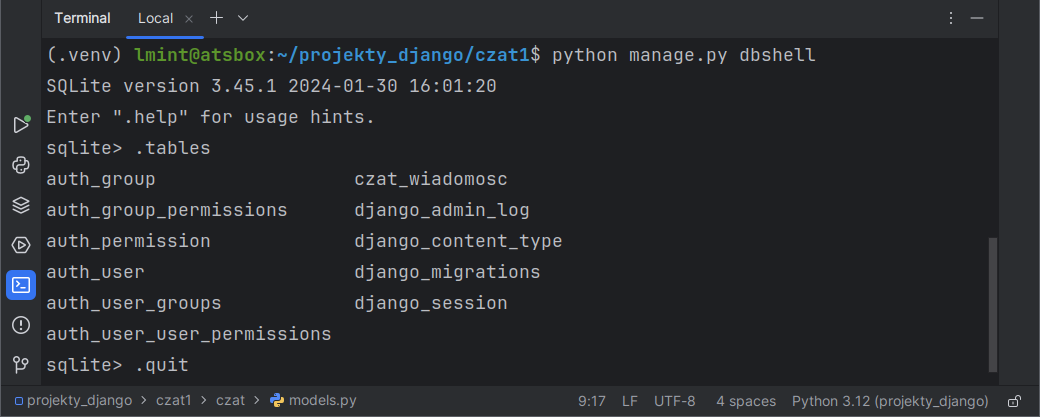 Terminal Local
(.venv) lmint@atsbox:~/projekty_django/czat1$ python manage.py dbshell
SQLite version 3.45.1 2024-01-30 16:01:20
Enter ".help" for usage hints.
sqlite> .tables
auth_group                  czat_wiadomosc
auth_group_permissions      django_admin_log
auth_permission             django_content_type
auth_user                   django_migrations
auth_user_groups            django_session
auth_user_user_permissions
sqlite> .quit
projekty_django > czat1 > czat > models.py 9:17 LF UTF-8 4 spaces Python 3.12 (projekty_django)